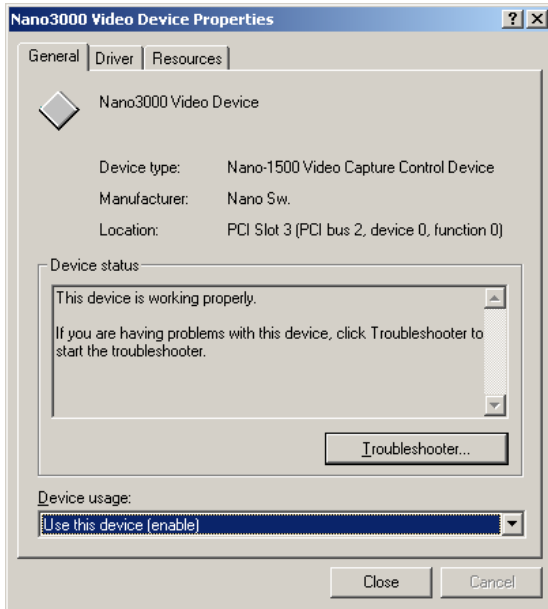 Nano3000 Video Device Properties
General Driver Resources
Nano3000 Video Device
Device type: Nano-1500 Video Capture Control Device
Manufacturer: Nano Sw.
Location: PCI Slot 3 (PCI bus 2, device 0, function 0)
Device status
This device is working properly.
If you are having problems with this device, click Troubleshooter to
start the troubleshooter.
Troubleshooter...
Device usage:
Use this device (enable)
Close Cancel